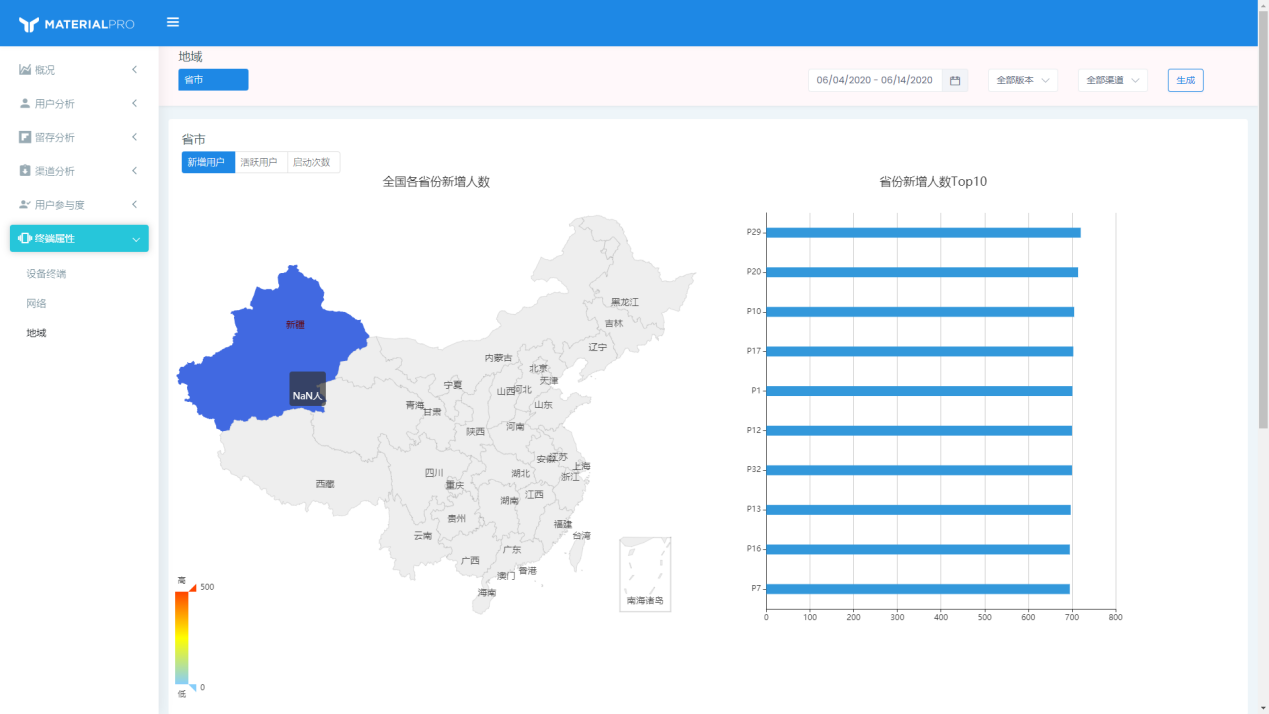 MATERIALPRO
概况
用户分析
留存分析
渠道分析
用户参与度
终端属性
设备终端
网络
地域
地域
省市
06/04/2020 - 06/14/2020
全部版本
全部渠道
生成
省市
新增用户
活跃用户
启动次数
全国各省份新增人数
黑龙江
吉林
辽宁
新疆
内蒙古
北京
天津
宁夏
山西
河北
青海
甘肃
山东
陕西
河南
安徽
江苏
上海
四川
重庆
湖北
浙江
西藏
湖南
江西
贵州
福建
云南
台湾
广西
广东
澳门
香港
海南
南海诸岛
NaN人
高
500
0
低
省份新增人数Top10
P29
P20
P10
P17
P1
P12
P32
P13
P16
P7
0 100 200 300 400 500 600 700 800